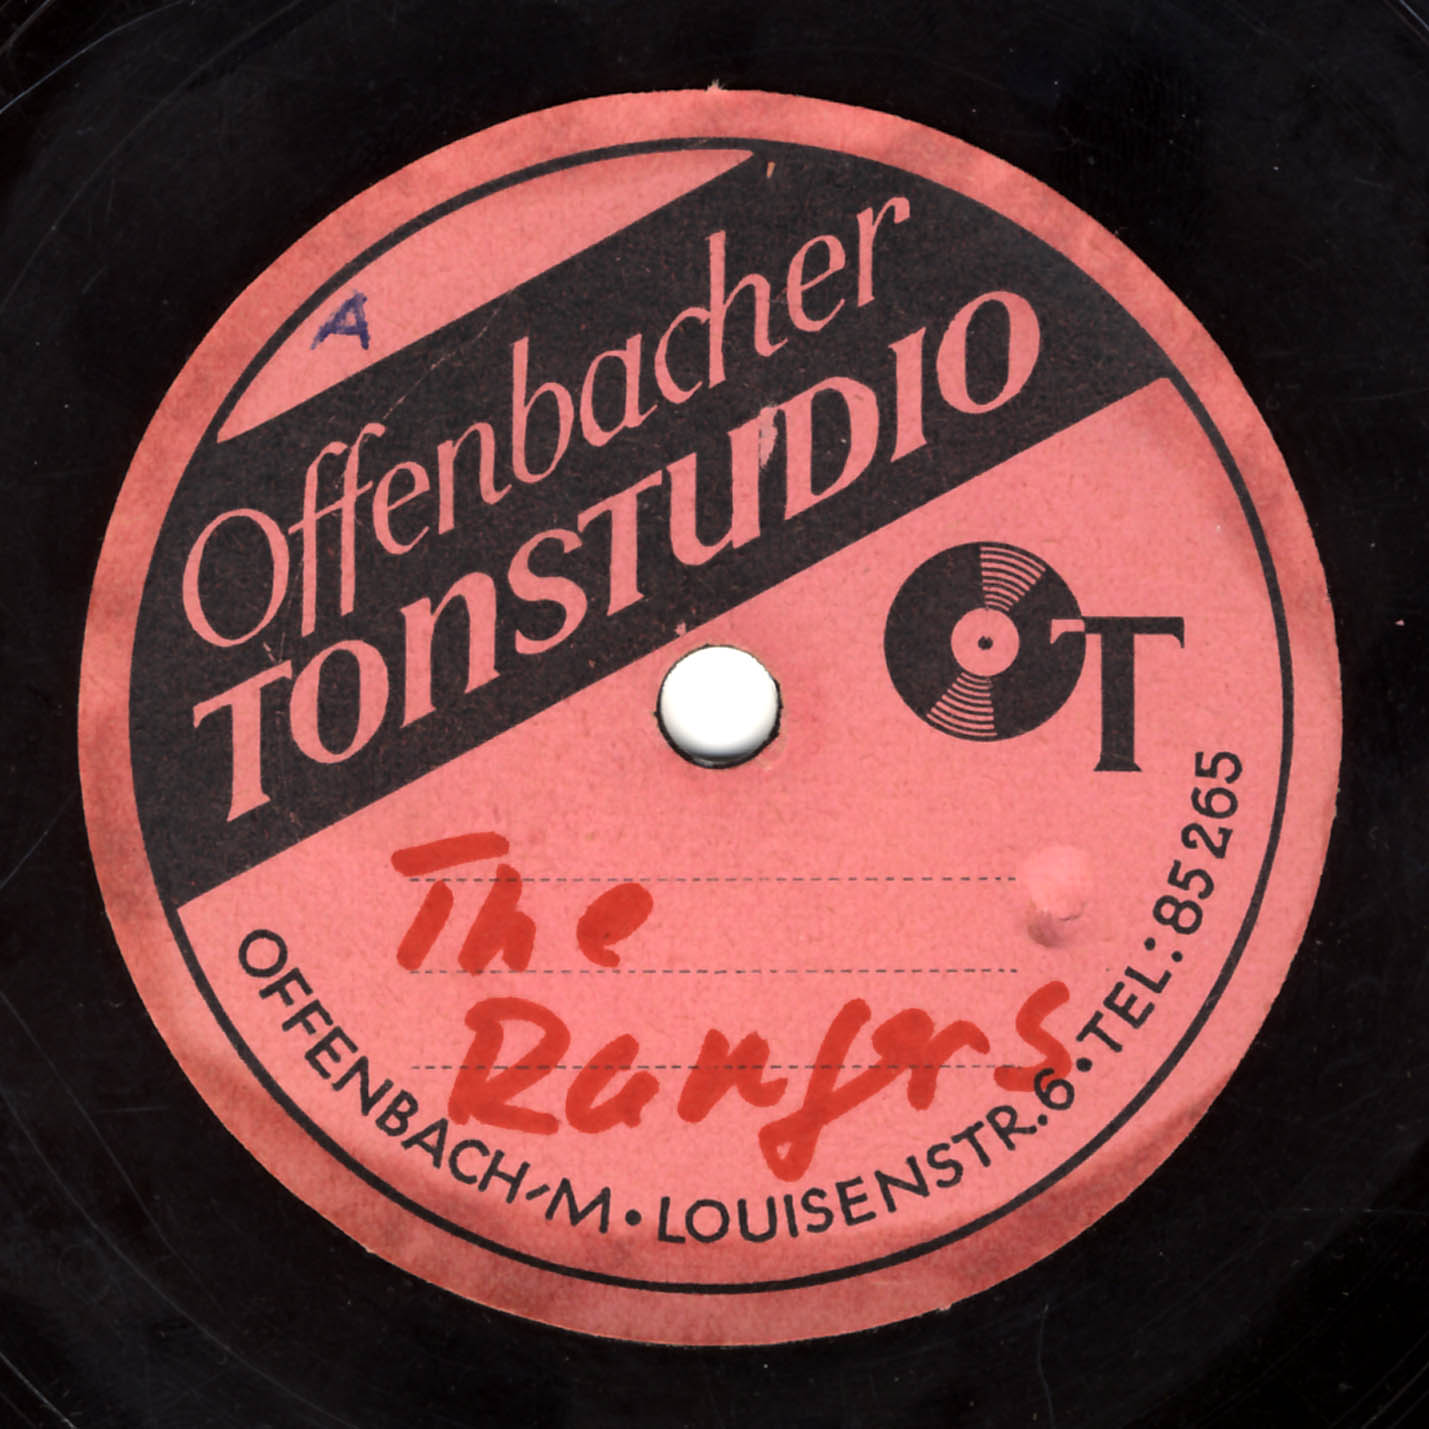 A
Offenbacher
TONSTUDIO
OT
The
Rangers
OFFENBACH/M • LOUISENSTR. 6 • TEL: 85265